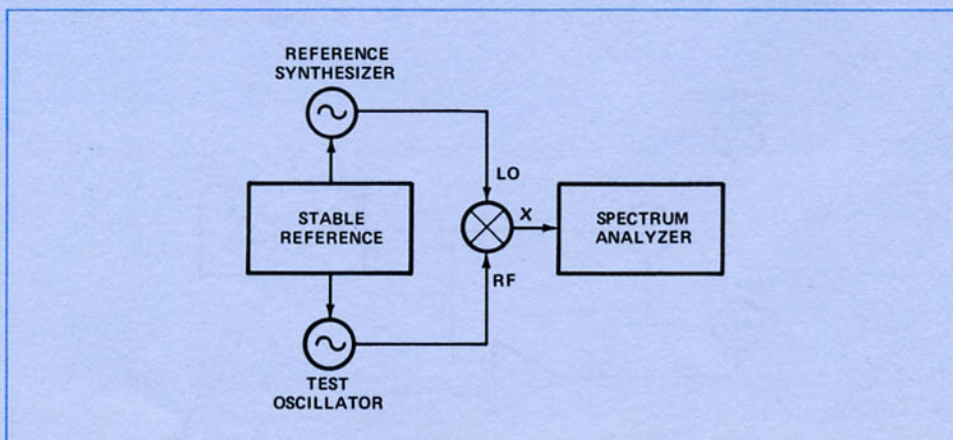 REFERENCE
SYNTHESIZER
LO
STABLE
REFERENCE
X
SPECTRUM
ANALYZER
RF
TEST
OSCILLATOR